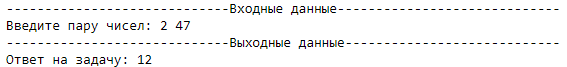 ----------------------------Входные данные----------------------------
Введите пару чисел: 2 47
----------------------------Выходные данные---------------------------
Ответ на задачу: 12